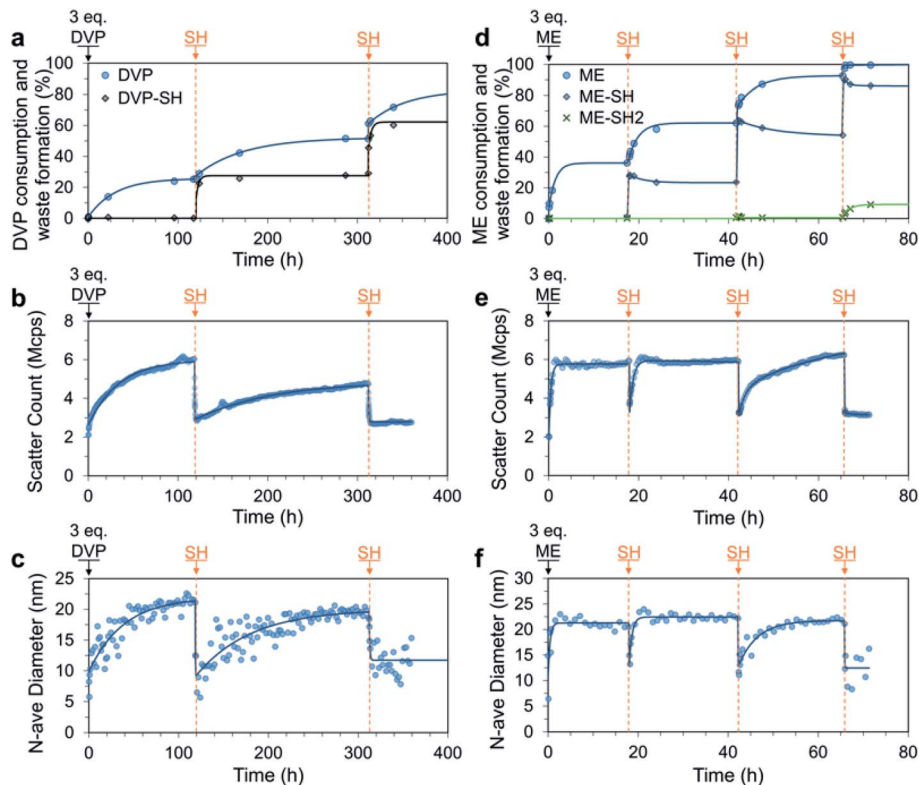 3 eq.
DVP
SH
SH
a
100
80
60
40
20
0
DVP consumption and
waste formation (%)
DVP
DVP-SH
0
100
200
300
400
Time (h)
3 eq.
ME
SH
SH
SH
d
100
80
60
40
20
0
ME consumption and
waste formation (%)
ME
ME-SH
ME-SH2
0
20
40
60
80
Time (h)
3 eq.
DVP
SH
SH
b
8
6
4
2
0
Scatter Count (Mcps)
0
100
200
300
400
Time (h)
3 eq.
ME
SH
SH
SH
e
8
6
4
2
0
Scatter Count (Mcps)
0
20
40
60
80
Time (h)
3 eq.
DVP
SH
SH
c
25
20
15
10
5
0
N-ave Diameter (nm)
0
100
200
300
400
Time (h)
3 eq.
ME
SH
SH
SH
f
30
25
20
15
10
5
0
N-ave Diameter (nm)
0
20
40
60
80
Time (h)